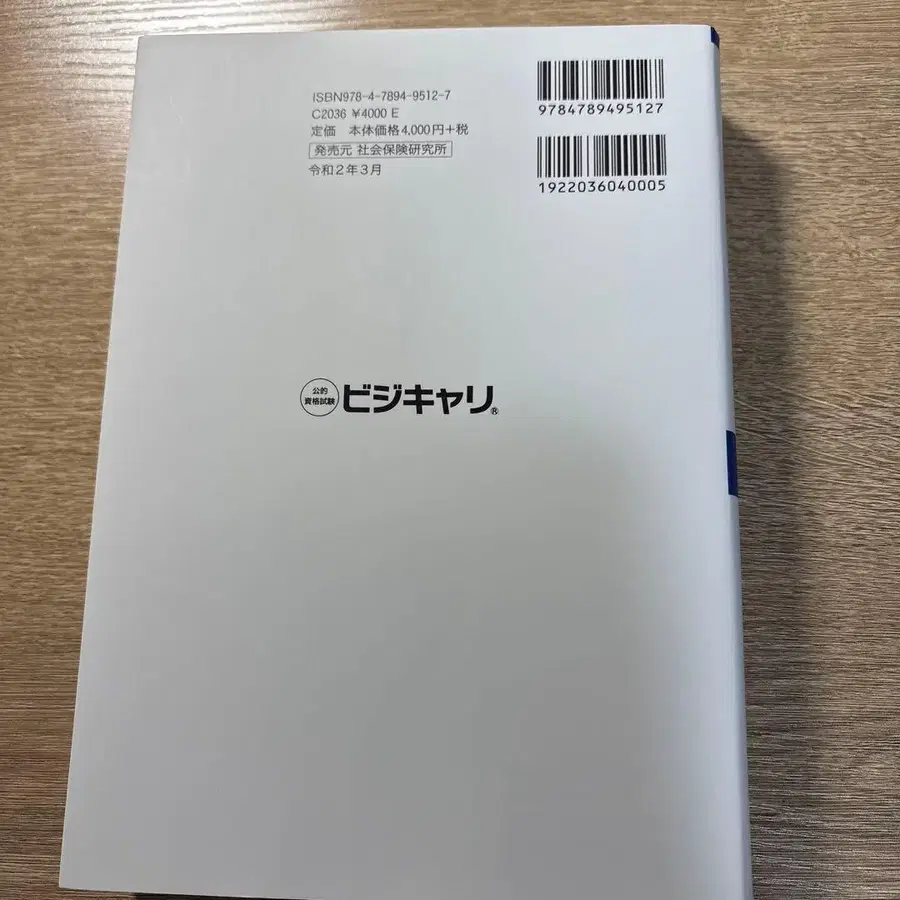 ISBN978-4-7894-9512-7
C2036 ¥4000 E
定価 本体価格4,000円+税
発売元 社会保険研究所
令和2年3月
9784789495127
1922036040005
公的
資格試験
ビジキャリ®